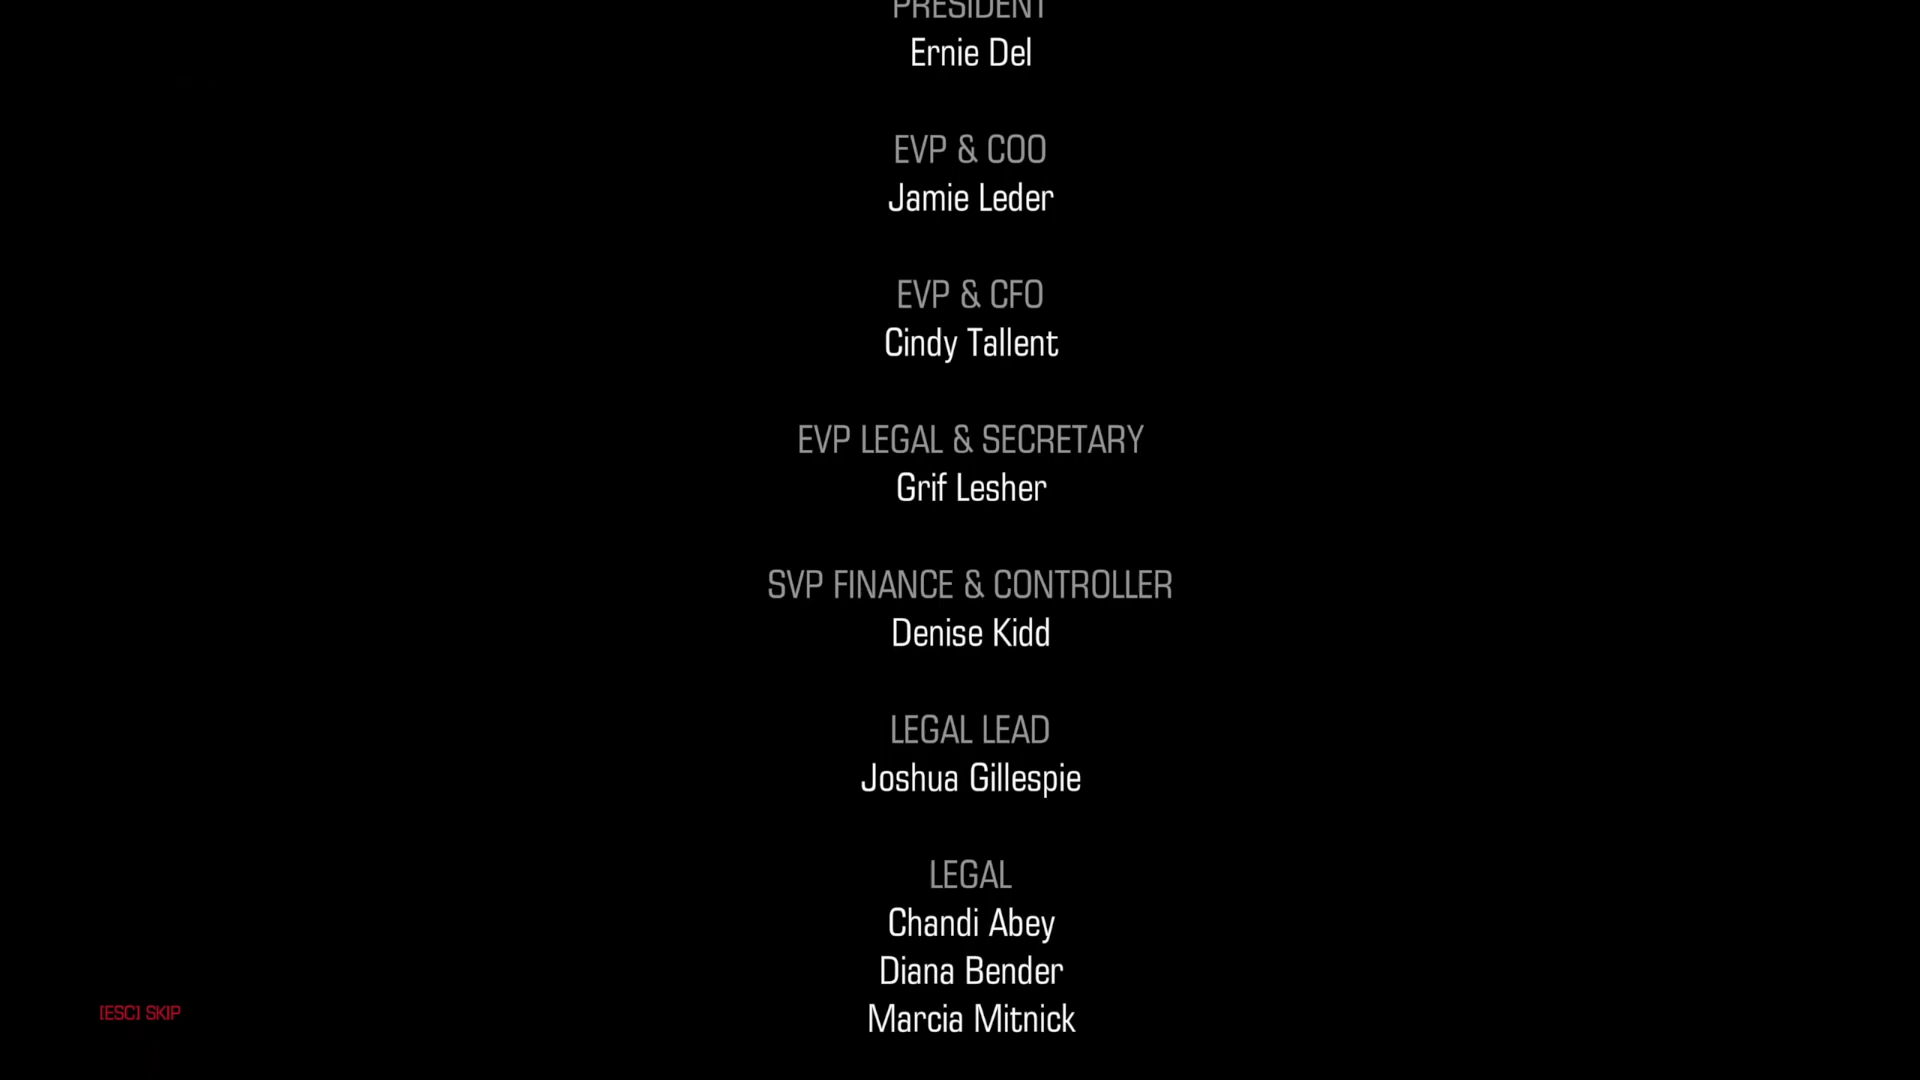 PRESIDENT
Ernie Del
EVP & COO
Jamie Leder
EVP & CFO
Cindy Tallent
EVP LEGAL & SECRETARY
Grif Lesher
SVP FINANCE & CONTROLLER
Denise Kidd
LEGAL LEAD
Joshua Gillespie
LEGAL
Chandi Abey
Diana Bender
Marcia Mitnick
[ESC] SKIP